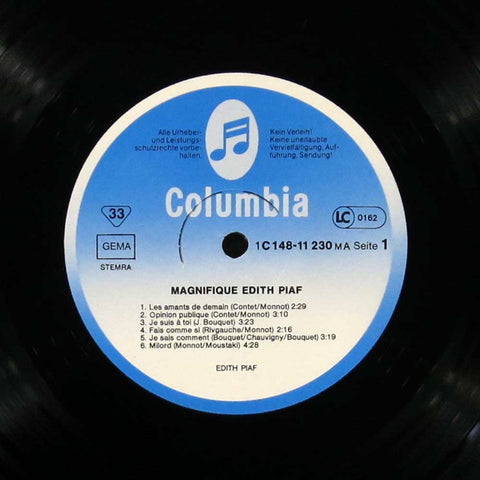 Alle Urheber-
und Leistungs-
schutzrechte vorbe-
halten.
Kein Verleih!
Keine unerlaubte
Vervielfältigung, Auf-
führung, Sendung!
Columbia
33
GEMA
STEMRA
LC 0162
1C 148-11 230 MA Seite 1
MAGNIFIQUE EDITH PIAF
1. Les amants de demain (Contet/Monnot) 2:29
2. Opinion publique (Contet/Monnot) 3:10
3. Je suis à toi (J. Bouquet) 3:23
4. Fais comme si (Rivgauche/Monnot) 2:16
5. Je sais comment (Bouquet/Chauvigny/Bouquet) 3:19
6. Milord (Monnot/Moustaki) 4:28
EDITH PIAF